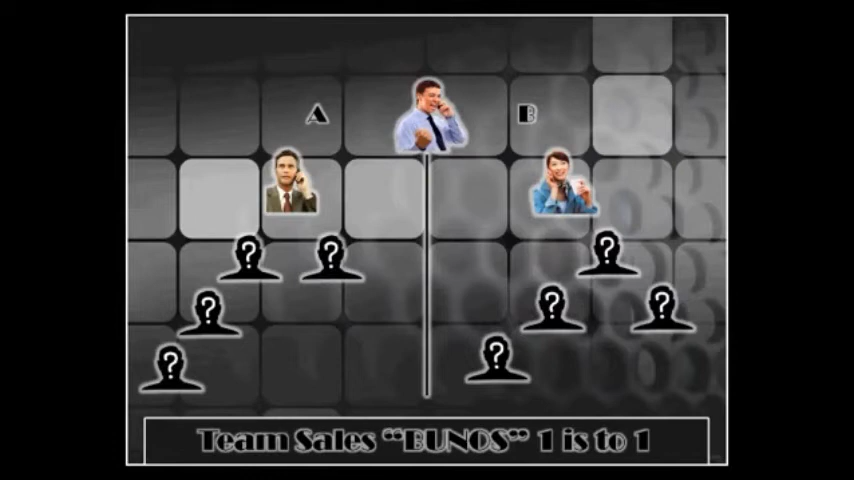 A B
? ? ?
? ? ?
? ?
Team Sales “BUNOS” 1 is to 1